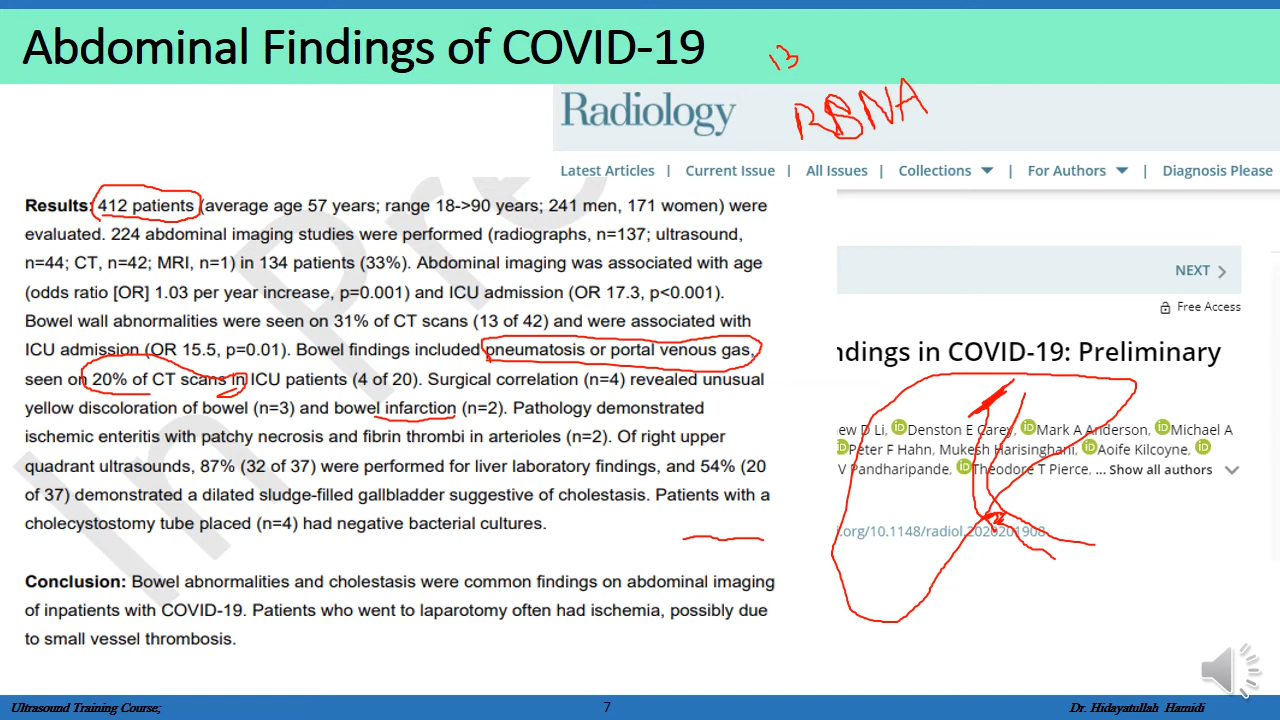 Abdominal Findings of COVID-19
13
RSNA
Radiology
Latest Articles | Current Issue | All Issues | Collections | For Authors | Diagnosis Please
Results: 412 patients (average age 57 years; range 18->90 years; 241 men, 171 women) were
evaluated. 224 abdominal imaging studies were performed (radiographs, n=137; ultrasound,
n=44; CT, n=42; MRI, n=1) in 134 patients (33%). Abdominal imaging was associated with age
(odds ratio [OR] 1.03 per year increase, p=0.001) and ICU admission (OR 17.3, p<0.001).
Bowel wall abnormalities were seen on 31% of CT scans (13 of 42) and were associated with
ICU admission (OR 15.5, p=0.01). Bowel findings included pneumatosis or portal venous gas,
seen on 20% of CT scans in ICU patients (4 of 20). Surgical correlation (n=4) revealed unusual
yellow discoloration of bowel (n=3) and bowel infarction (n=2). Pathology demonstrated
ischemic enteritis with patchy necrosis and fibrin thrombi in arterioles (n=2). Of right upper
quadrant ultrasounds, 87% (32 of 37) were performed for liver laboratory findings, and 54% (20
of 37) demonstrated a dilated sludge-filled gallbladder suggestive of cholestasis. Patients with a
cholecystostomy tube placed (n=4) had negative bacterial cultures.
Conclusion: Bowel abnormalities and cholestasis were common findings on abdominal imaging
of inpatients with COVID-19. Patients who went to laparotomy often had ischemia, possibly due
to small vessel thrombosis.
In Pre
NEXT
Free Access
ndings in COVID-19: Preliminary
ew D Li, iD Denston E Carey, iD Mark A Anderson, iD Michael A
iD Peter F Hahn, Mukesh Harisinghani, iD Aoife Kilcoyne, iD
V Pandharipande, iD Theodore T Pierce, ... Show all authors
.org/10.1148/radiol.2020201908
Ultrasound Training Course;
7
Dr. Hidayatullah Hamidi